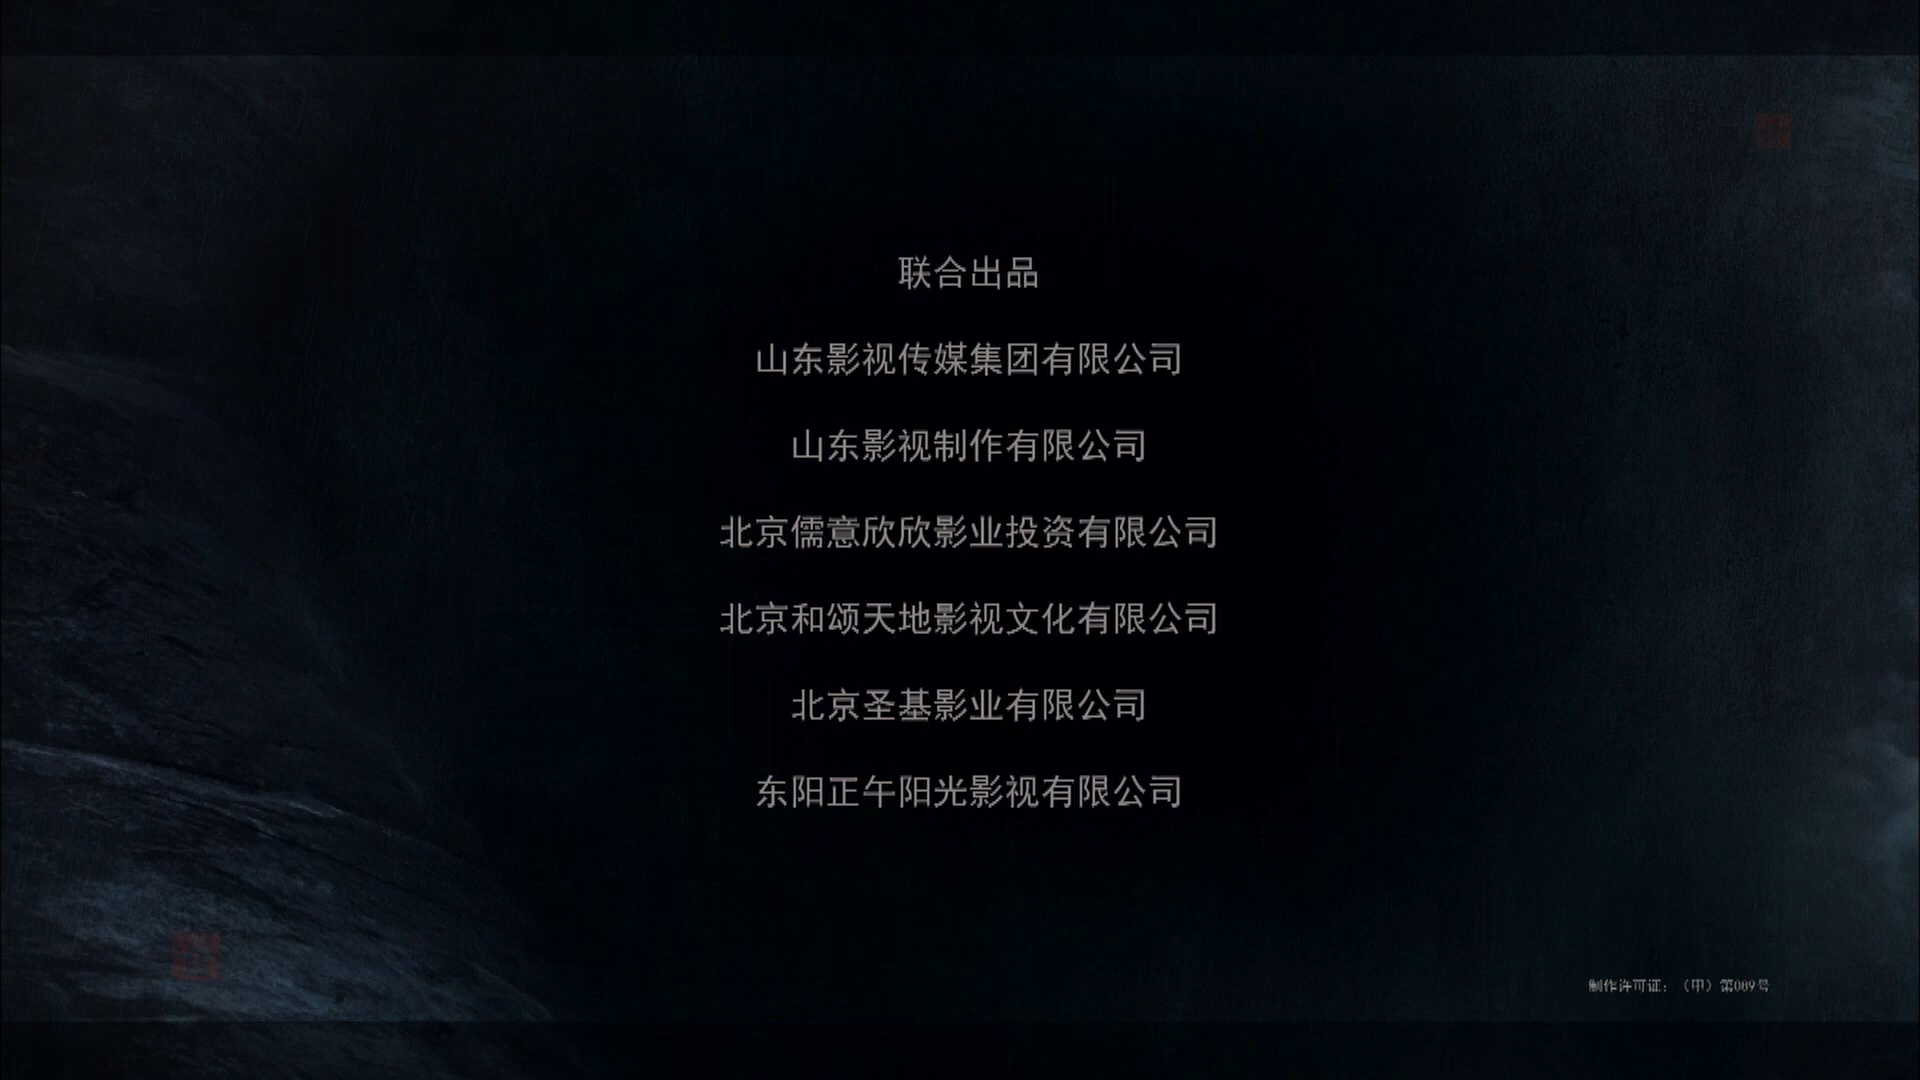 联合出品
山东影视传媒集团有限公司
山东影视制作有限公司
北京儒意欣欣影业投资有限公司
北京和颂天地影视文化有限公司
北京圣基影业有限公司
东阳正午阳光影视有限公司
制作许可证：（甲）第089号